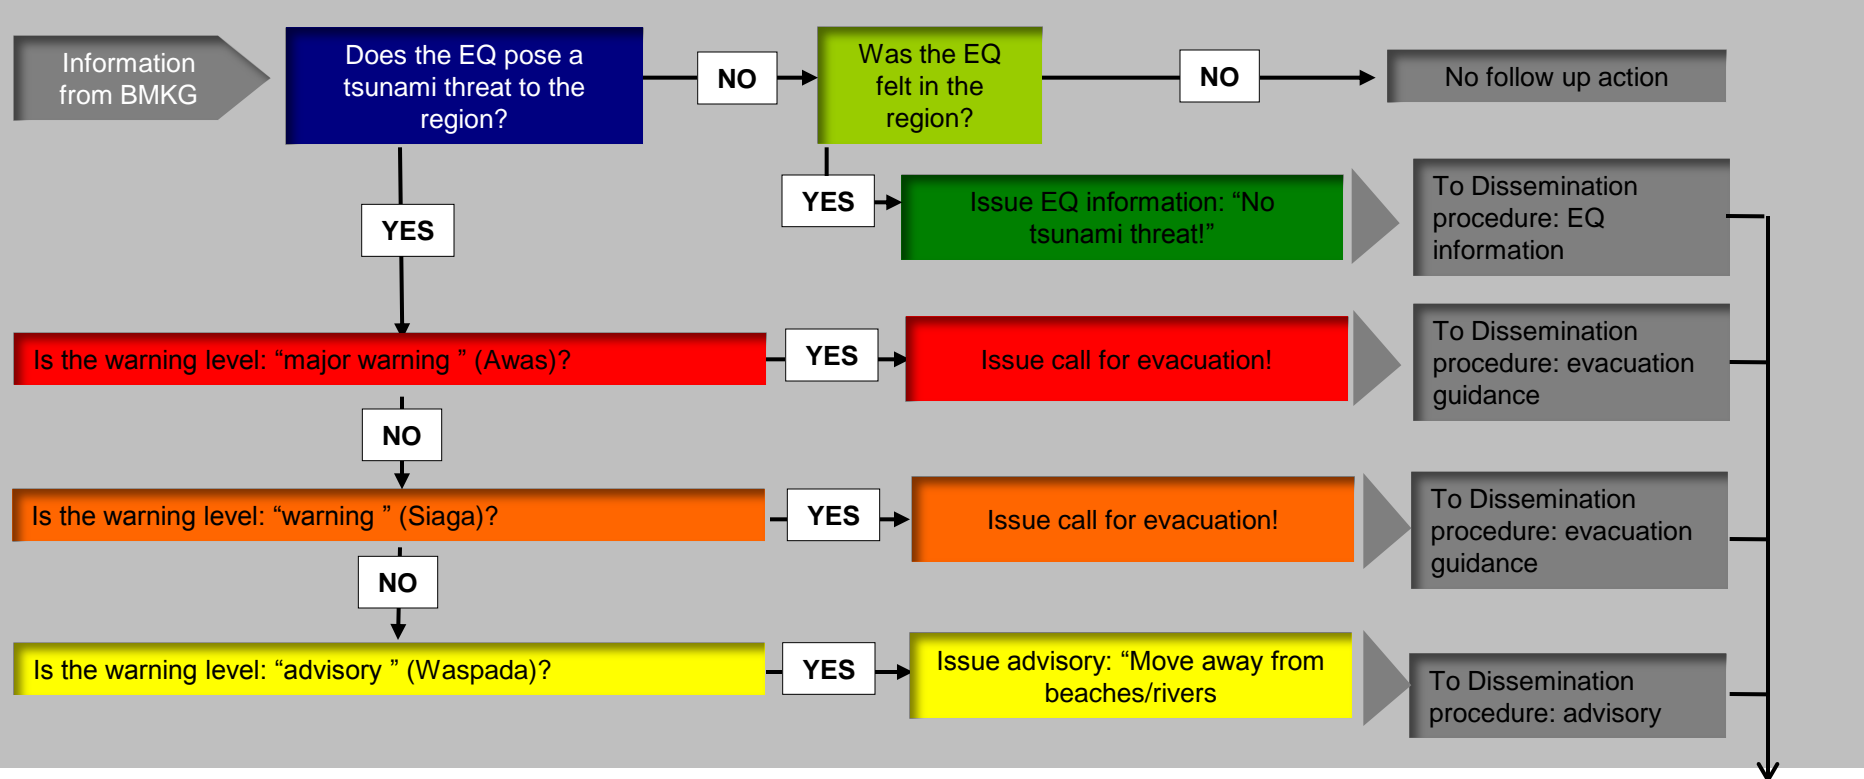 Information
from BMKG
Does the EQ pose a
tsunami threat to the
region?
NO
Was the EQ
felt in the
region?
NO
No follow up action
YES
Issue EQ information: “No
tsunami threat!”
To Dissemination
procedure: EQ
information
YES
Is the warning level: “major warning ” (Awas)?
YES
Issue call for evacuation!
To Dissemination
procedure: evacuation
guidance
NO
Is the warning level: “warning ” (Siaga)?
YES
Issue call for evacuation!
To Dissemination
procedure: evacuation
guidance
NO
Is the warning level: “advisory ” (Waspada)?
YES
Issue advisory: “Move away from
beaches/rivers
To Dissemination
procedure: advisory